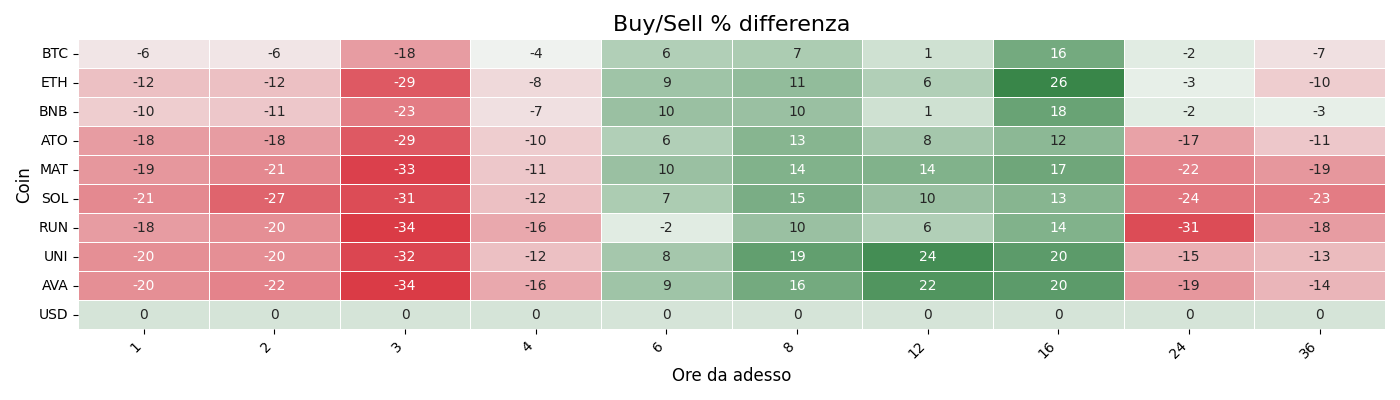 Buy/Sell % differenza
Coin
BTC -6 -6 -18 -4 6 7 1 16 -2 -7
ETH -12 -12 -29 -8 9 11 6 26 -3 -10
BNB -10 -11 -23 -7 10 10 1 18 -2 -3
ATO -18 -18 -29 -10 6 13 8 12 -17 -11
MAT -19 -21 -33 -11 10 14 14 17 -22 -19
SOL -21 -27 -31 -12 7 15 10 13 -24 -23
RUN -18 -20 -34 -16 -2 10 6 14 -31 -18
UNI -20 -20 -32 -12 8 19 24 20 -15 -13
AVA -20 -22 -34 -16 9 16 22 20 -19 -14
USD 0 0 0 0 0 0 0 0 0 0
1 2 3 4 6 8 12 16 24 36
Ore da adesso